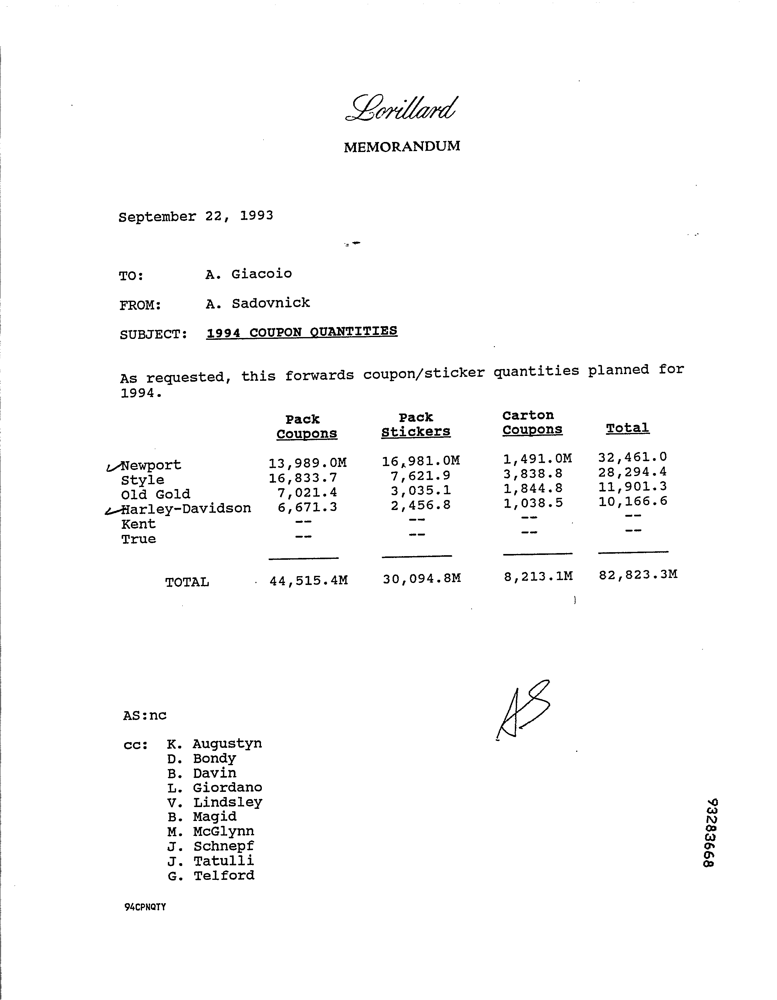 Lorillard
MEMORANDUM
September 22, 1993
TO: A. Giacoio
FROM: A. Sadovnick
SUBJECT: 1994 COUPON QUANTITIES
As requested, this forwards coupon/sticker quantities planned for
1994.
Pack Pack Carton
Coupons Stickers Coupons Total
Newport 13,989.0M 16,981.0M 1,491.0M 32,461.0
Style 16,833.7 7,621.9 3,838.8 28,294.4
Old Gold 7,021.4 3,035.1 1,844.8 11,901.3
Harley-Davidson 6,671.3 2,456.8 1,038.5 10,166.6
Kent -- -- -- --
True -- -- -- --
TOTAL 44,515.4M 30,094.8M 8,213.1M 82,823.3M
AS
AS:nc
cc: K. Augustyn
D. Bondy
B. Davin
L. Giordano
V. Lindsley
B. Magid
M. McGlynn
J. Schnepf
J. Tatulli
G. Telford
94CPNQTY
93283668